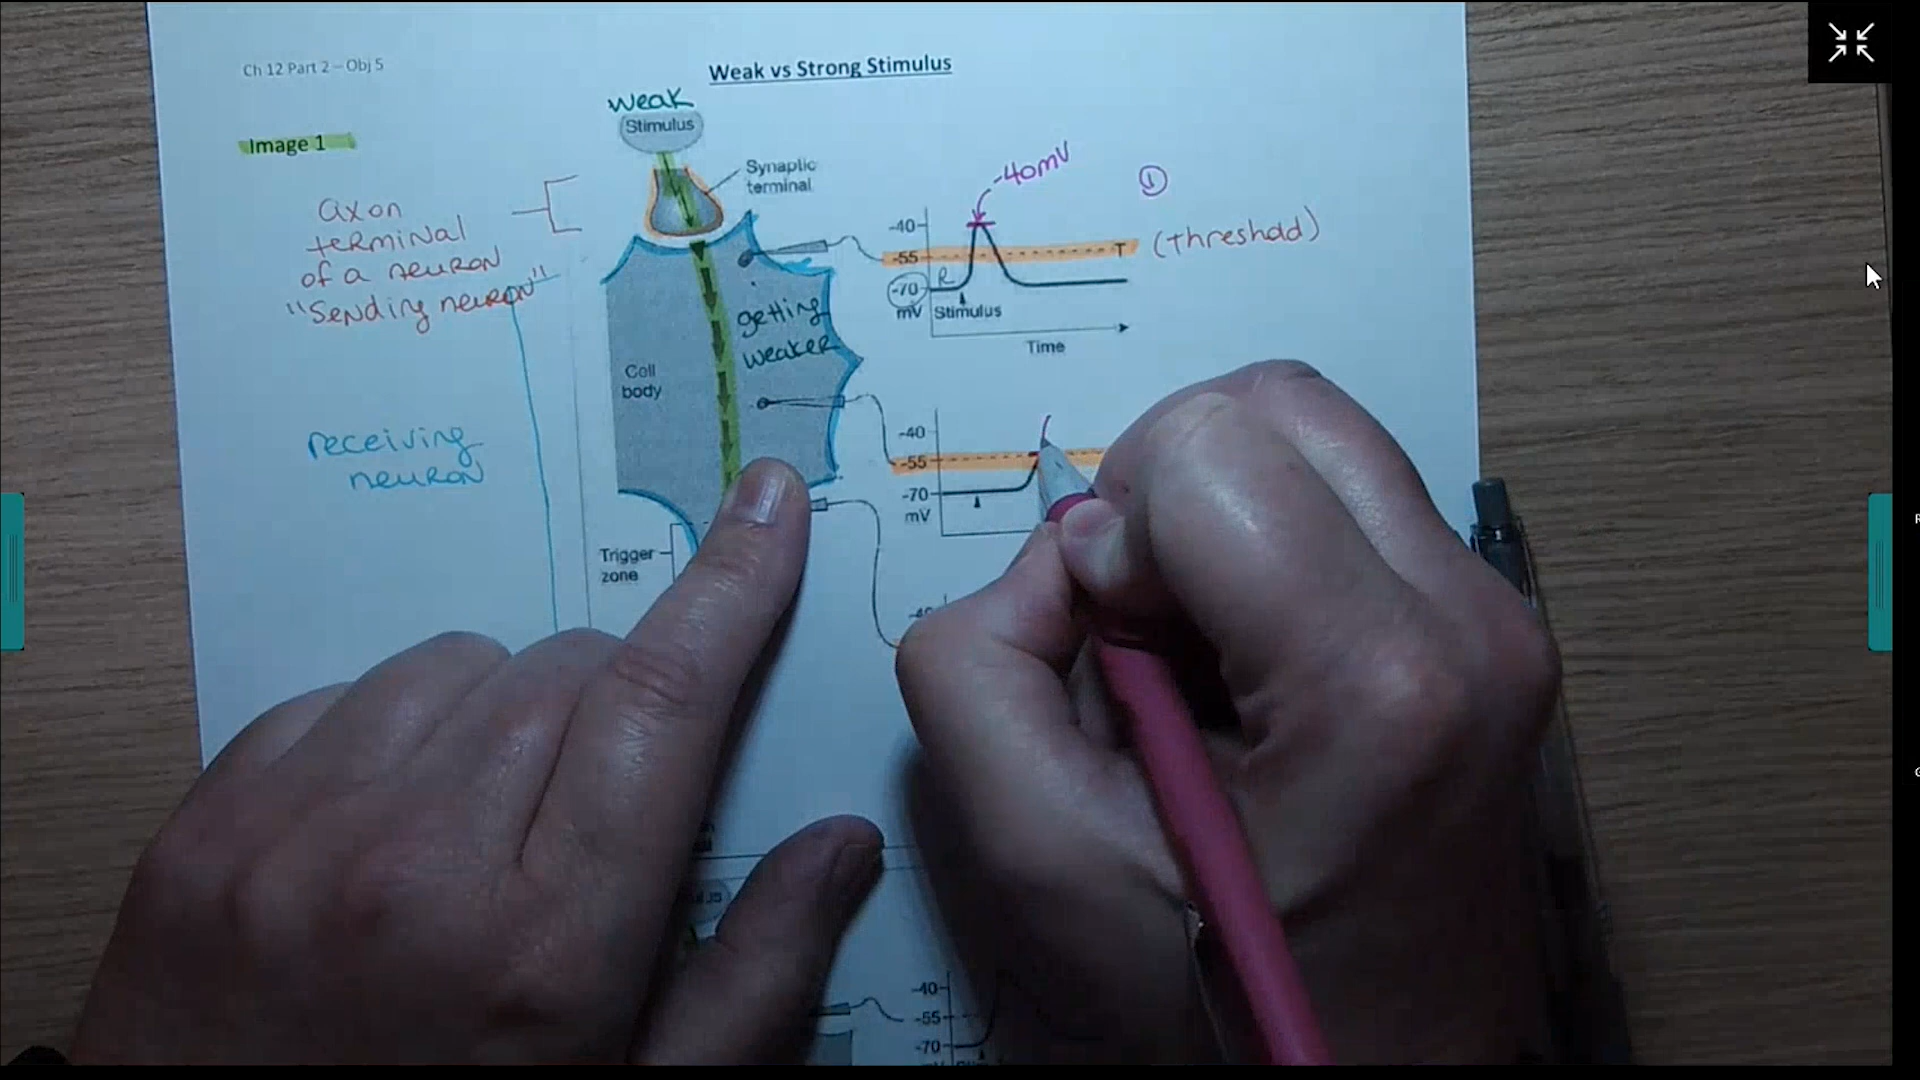 Ch 12 Part 2 – Obj 5
Weak vs Strong Stimulus
weak
Stimulus
Image 1
Synaptic
terminal
-40mV
①
axon
terminal
of a neuron
"Sending neuron"
-40
-55
T
(threshold)
-70
R
mV
Stimulus
Time
getting
weaker
Cell
body
receiving
neuron
-40
-55
-70
mV
Trigger
zone
-40
-55
-70